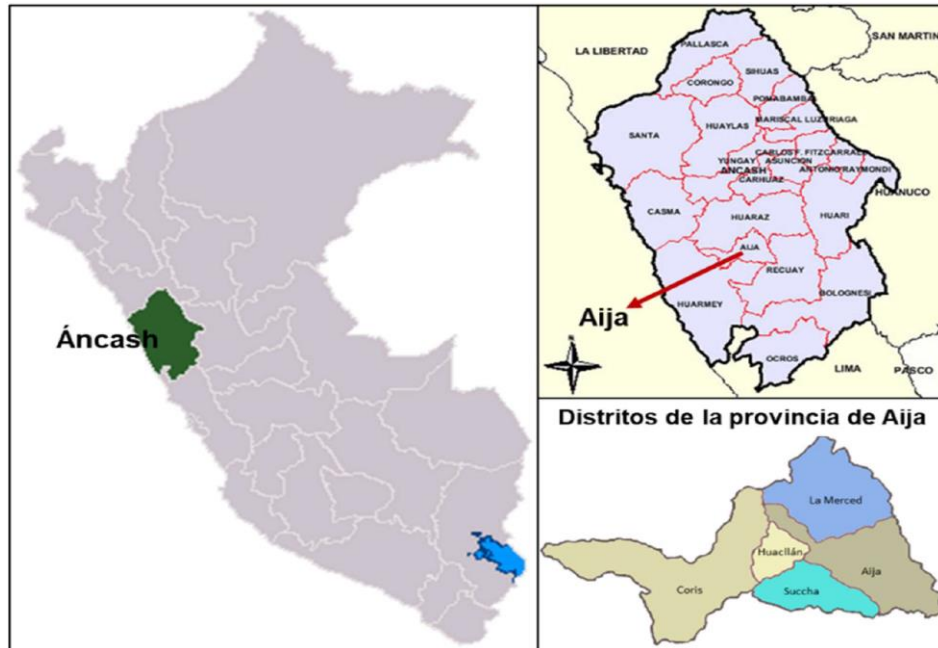 Áncash
LA LIBERTAD
SAN MARTIN
PALLASCA
SIHUAS
CORONGO
POMABAMBA
MARISCAL LUZURIAGA
SANTA
HUAYLAS
CARLOS F. FITZCARRAL
YUNGAY
ASUNCION
ANCASH
ANTONIO RAYMONDI
CARHUAZ
HUANUCO
CASMA
HUARAZ
HUARI
AIJA
RECUAY
BOLOGNESI
HUARMEY
Aija
OCROS
LIMA
PASCO
Distritos de la provincia de Aija
La Merced
Huacllán
Aija
Coris
Succha